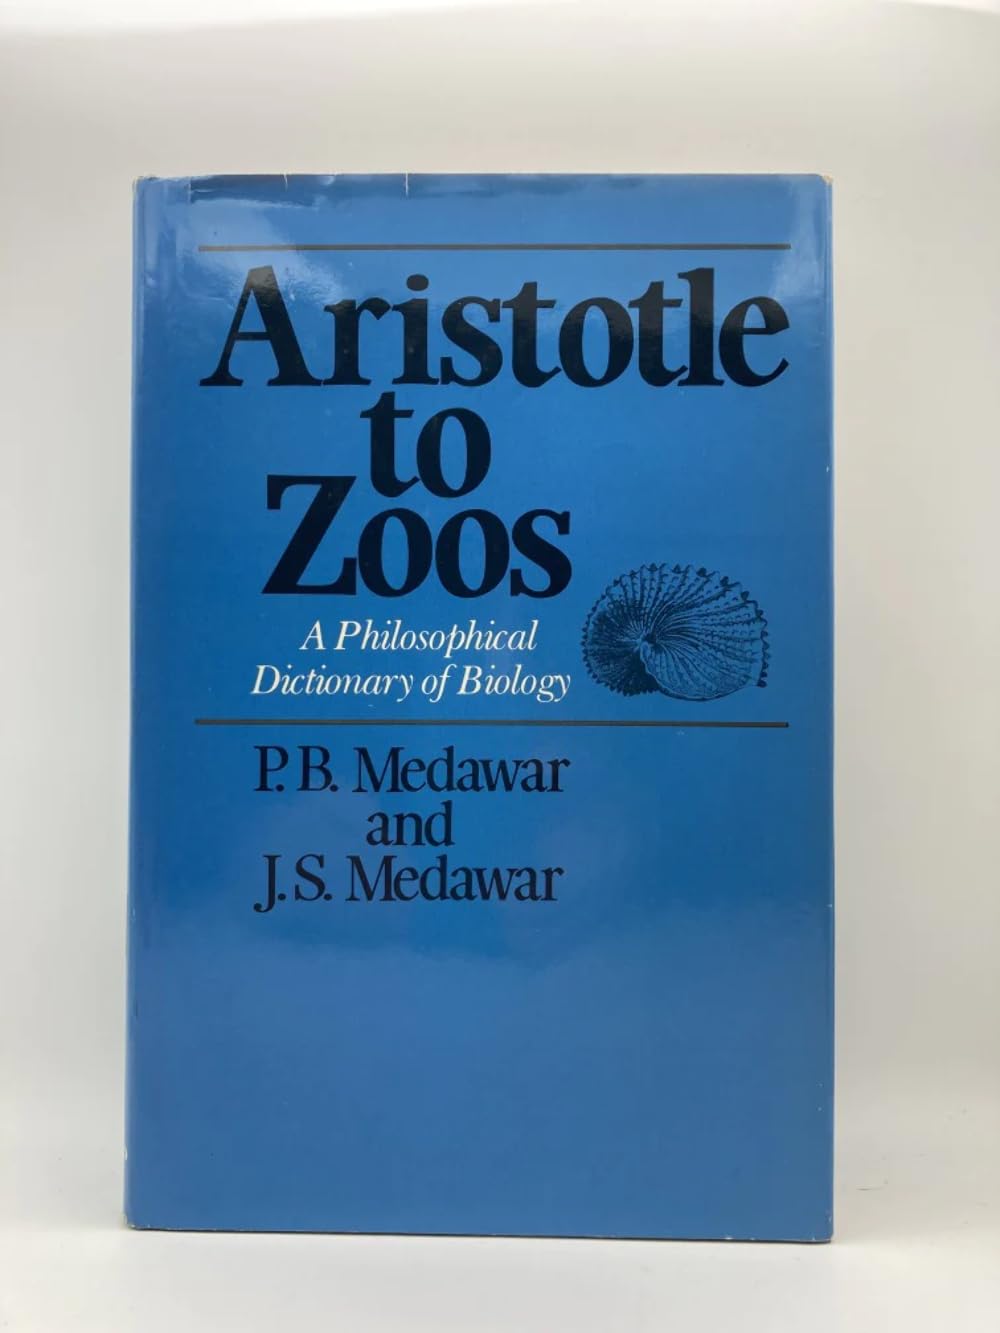 Aristotle
to
Zoos
A Philosophical
Dictionary of Biology
P. B. Medawar
and
J. S. Medawar